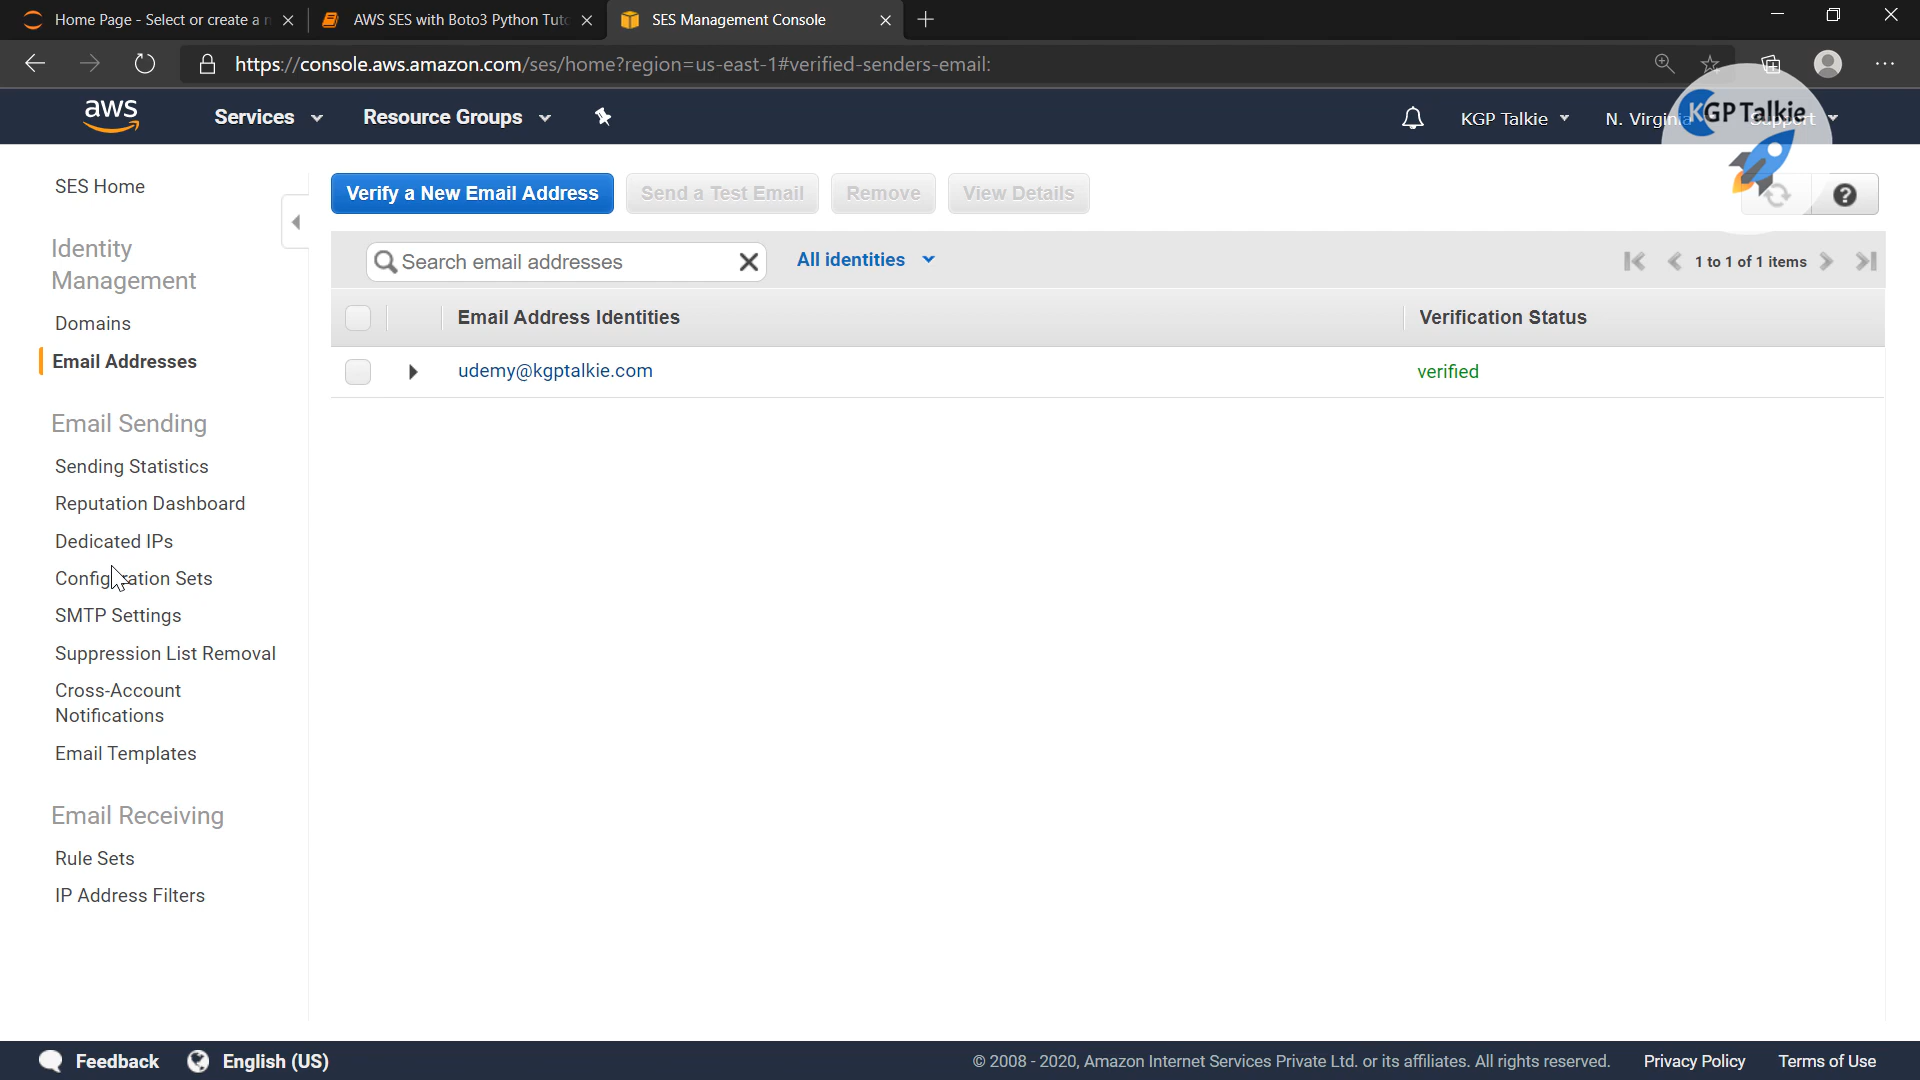 Home Page - Select or create a n
AWS SES with Boto3 Python Tut
SES Management Console
https://console.aws.amazon.com/ses/home?region=us-east-1#verified-senders-email:
aws
Services
Resource Groups
KGP Talkie
N. Virginia
Support
KGP Talkie
SES Home
Identity
Management
Domains
Email Addresses
Email Sending
Sending Statistics
Reputation Dashboard
Dedicated IPs
Configuration Sets
SMTP Settings
Suppression List Removal
Cross-Account
Notifications
Email Templates
Email Receiving
Rule Sets
IP Address Filters
Verify a New Email Address
Send a Test Email
Remove
View Details
Search email addresses
All identities
1 to 1 of 1 items
Email Address Identities
Verification Status
udemy@kgptalkie.com
verified
Feedback
English (US)
© 2008 - 2020, Amazon Internet Services Private Ltd. or its affiliates. All rights reserved.
Privacy Policy
Terms of Use